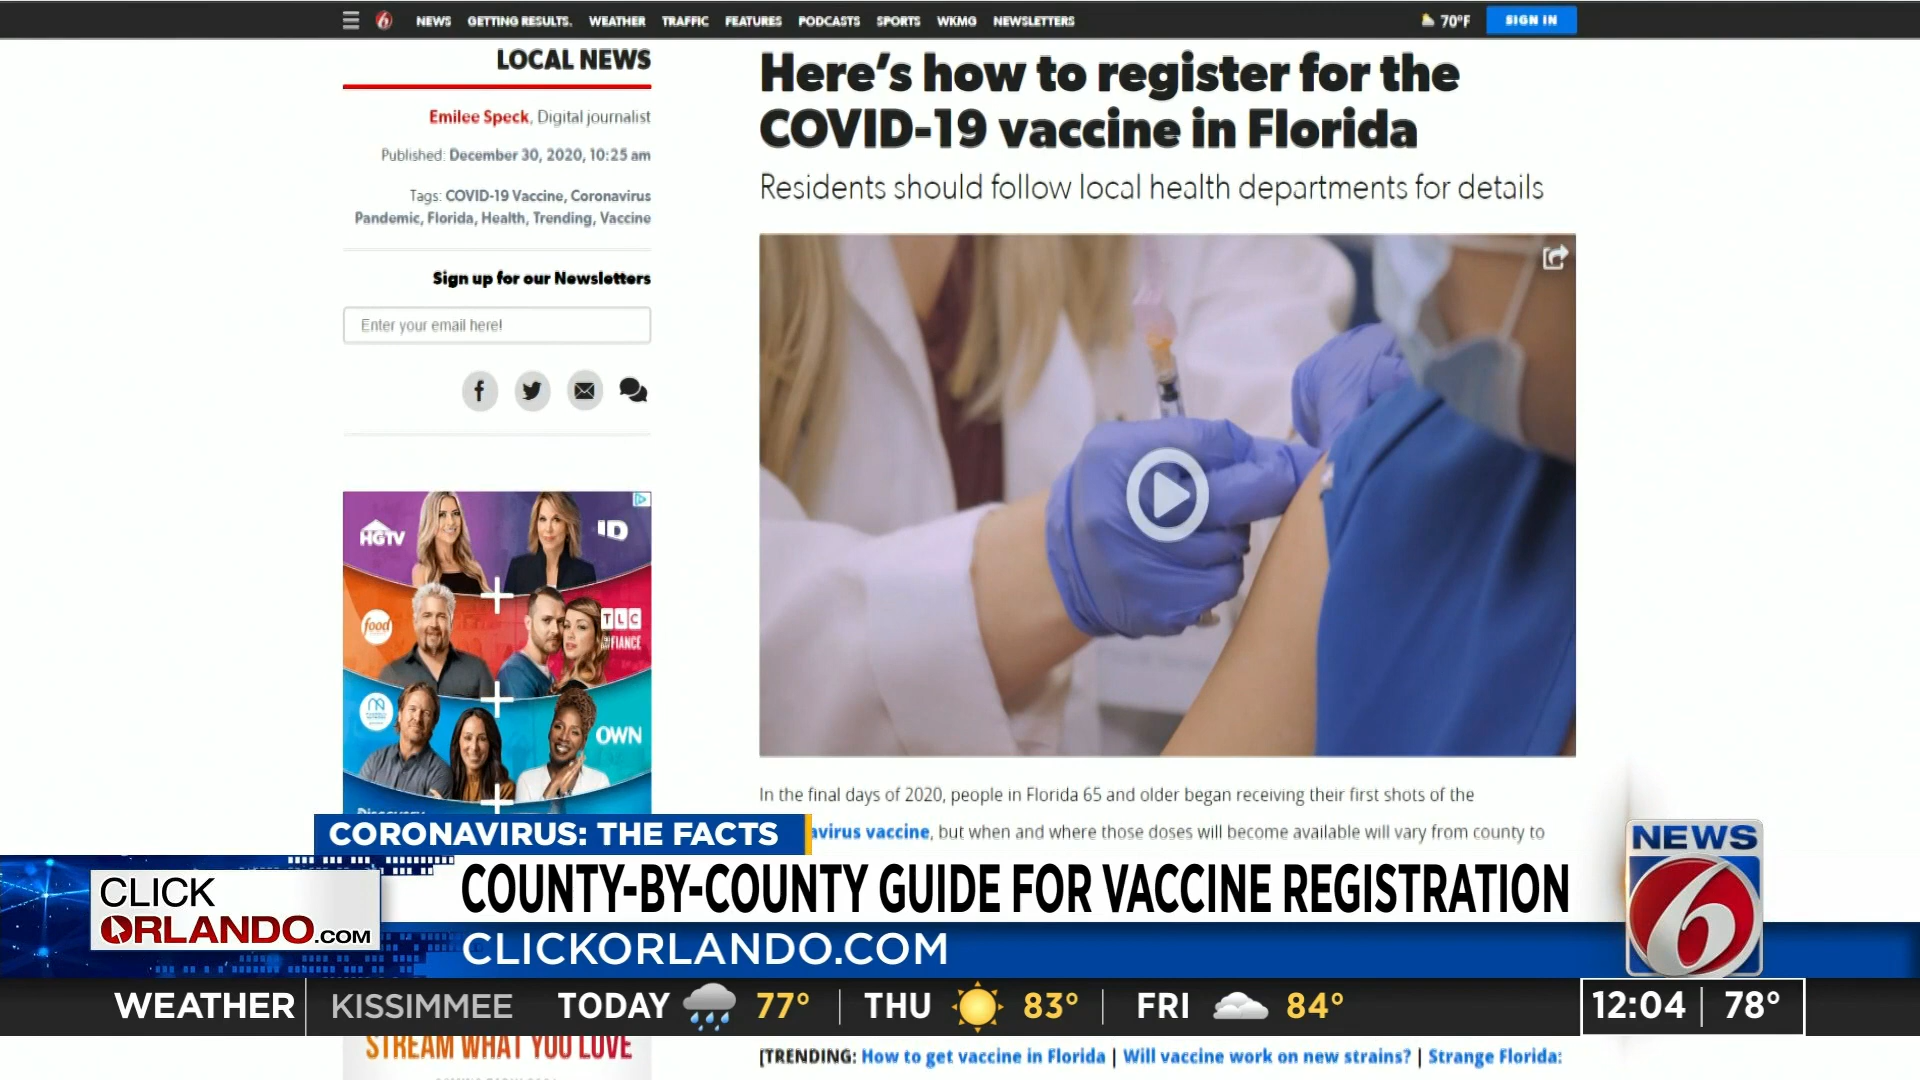 NEWS GETTING RESULTS. WEATHER TRAFFIC FEATURES PODCASTS SPORTS WKMG NEWSLETTERS 70°F SIGN IN
LOCAL NEWS
Emilee Speck, Digital journalist
Published: December 30, 2020, 10:25 am
Tags: COVID-19 Vaccine, Coronavirus
Pandemic, Florida, Health, Trending, Vaccine
Sign up for our Newsletters
Enter your email here!
HGTV
ID
food
TLC
FIANCE
OWN
Here's how to register for the
COVID-19 vaccine in Florida
Residents should follow local health departments for details
In the final days of 2020, people in Florida 65 and older began receiving their first shots of the
avirus vaccine, but when and where those doses will become available will vary from county to
CORONAVIRUS: THE FACTS
CLICK
ORLANDO.COM
COUNTY-BY-COUNTY GUIDE FOR VACCINE REGISTRATION
CLICKORLANDO.COM
NEWS
6
WEATHER KISSIMMEE TODAY 77° THU 83° FRI 84° 12:04 78°
STREAM WHAT YOU LOVE
[TRENDING: How to get vaccine in Florida | Will vaccine work on new strains? | Strange Florida: